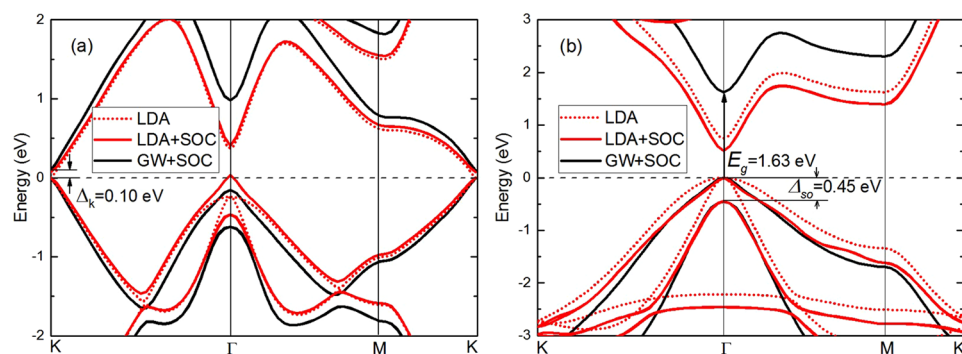 (a)
Energy (eV)
2
1
0
-1
-2
LDA
LDA+SOC
GW+SOC
Δk=0.10 eV
K
Γ
M
K
(b)
Energy (eV)
3
2
1
0
-1
-2
-3
LDA
LDA+SOC
GW+SOC
Eg=1.63 eV
Δso=0.45 eV
K
Γ
M
K